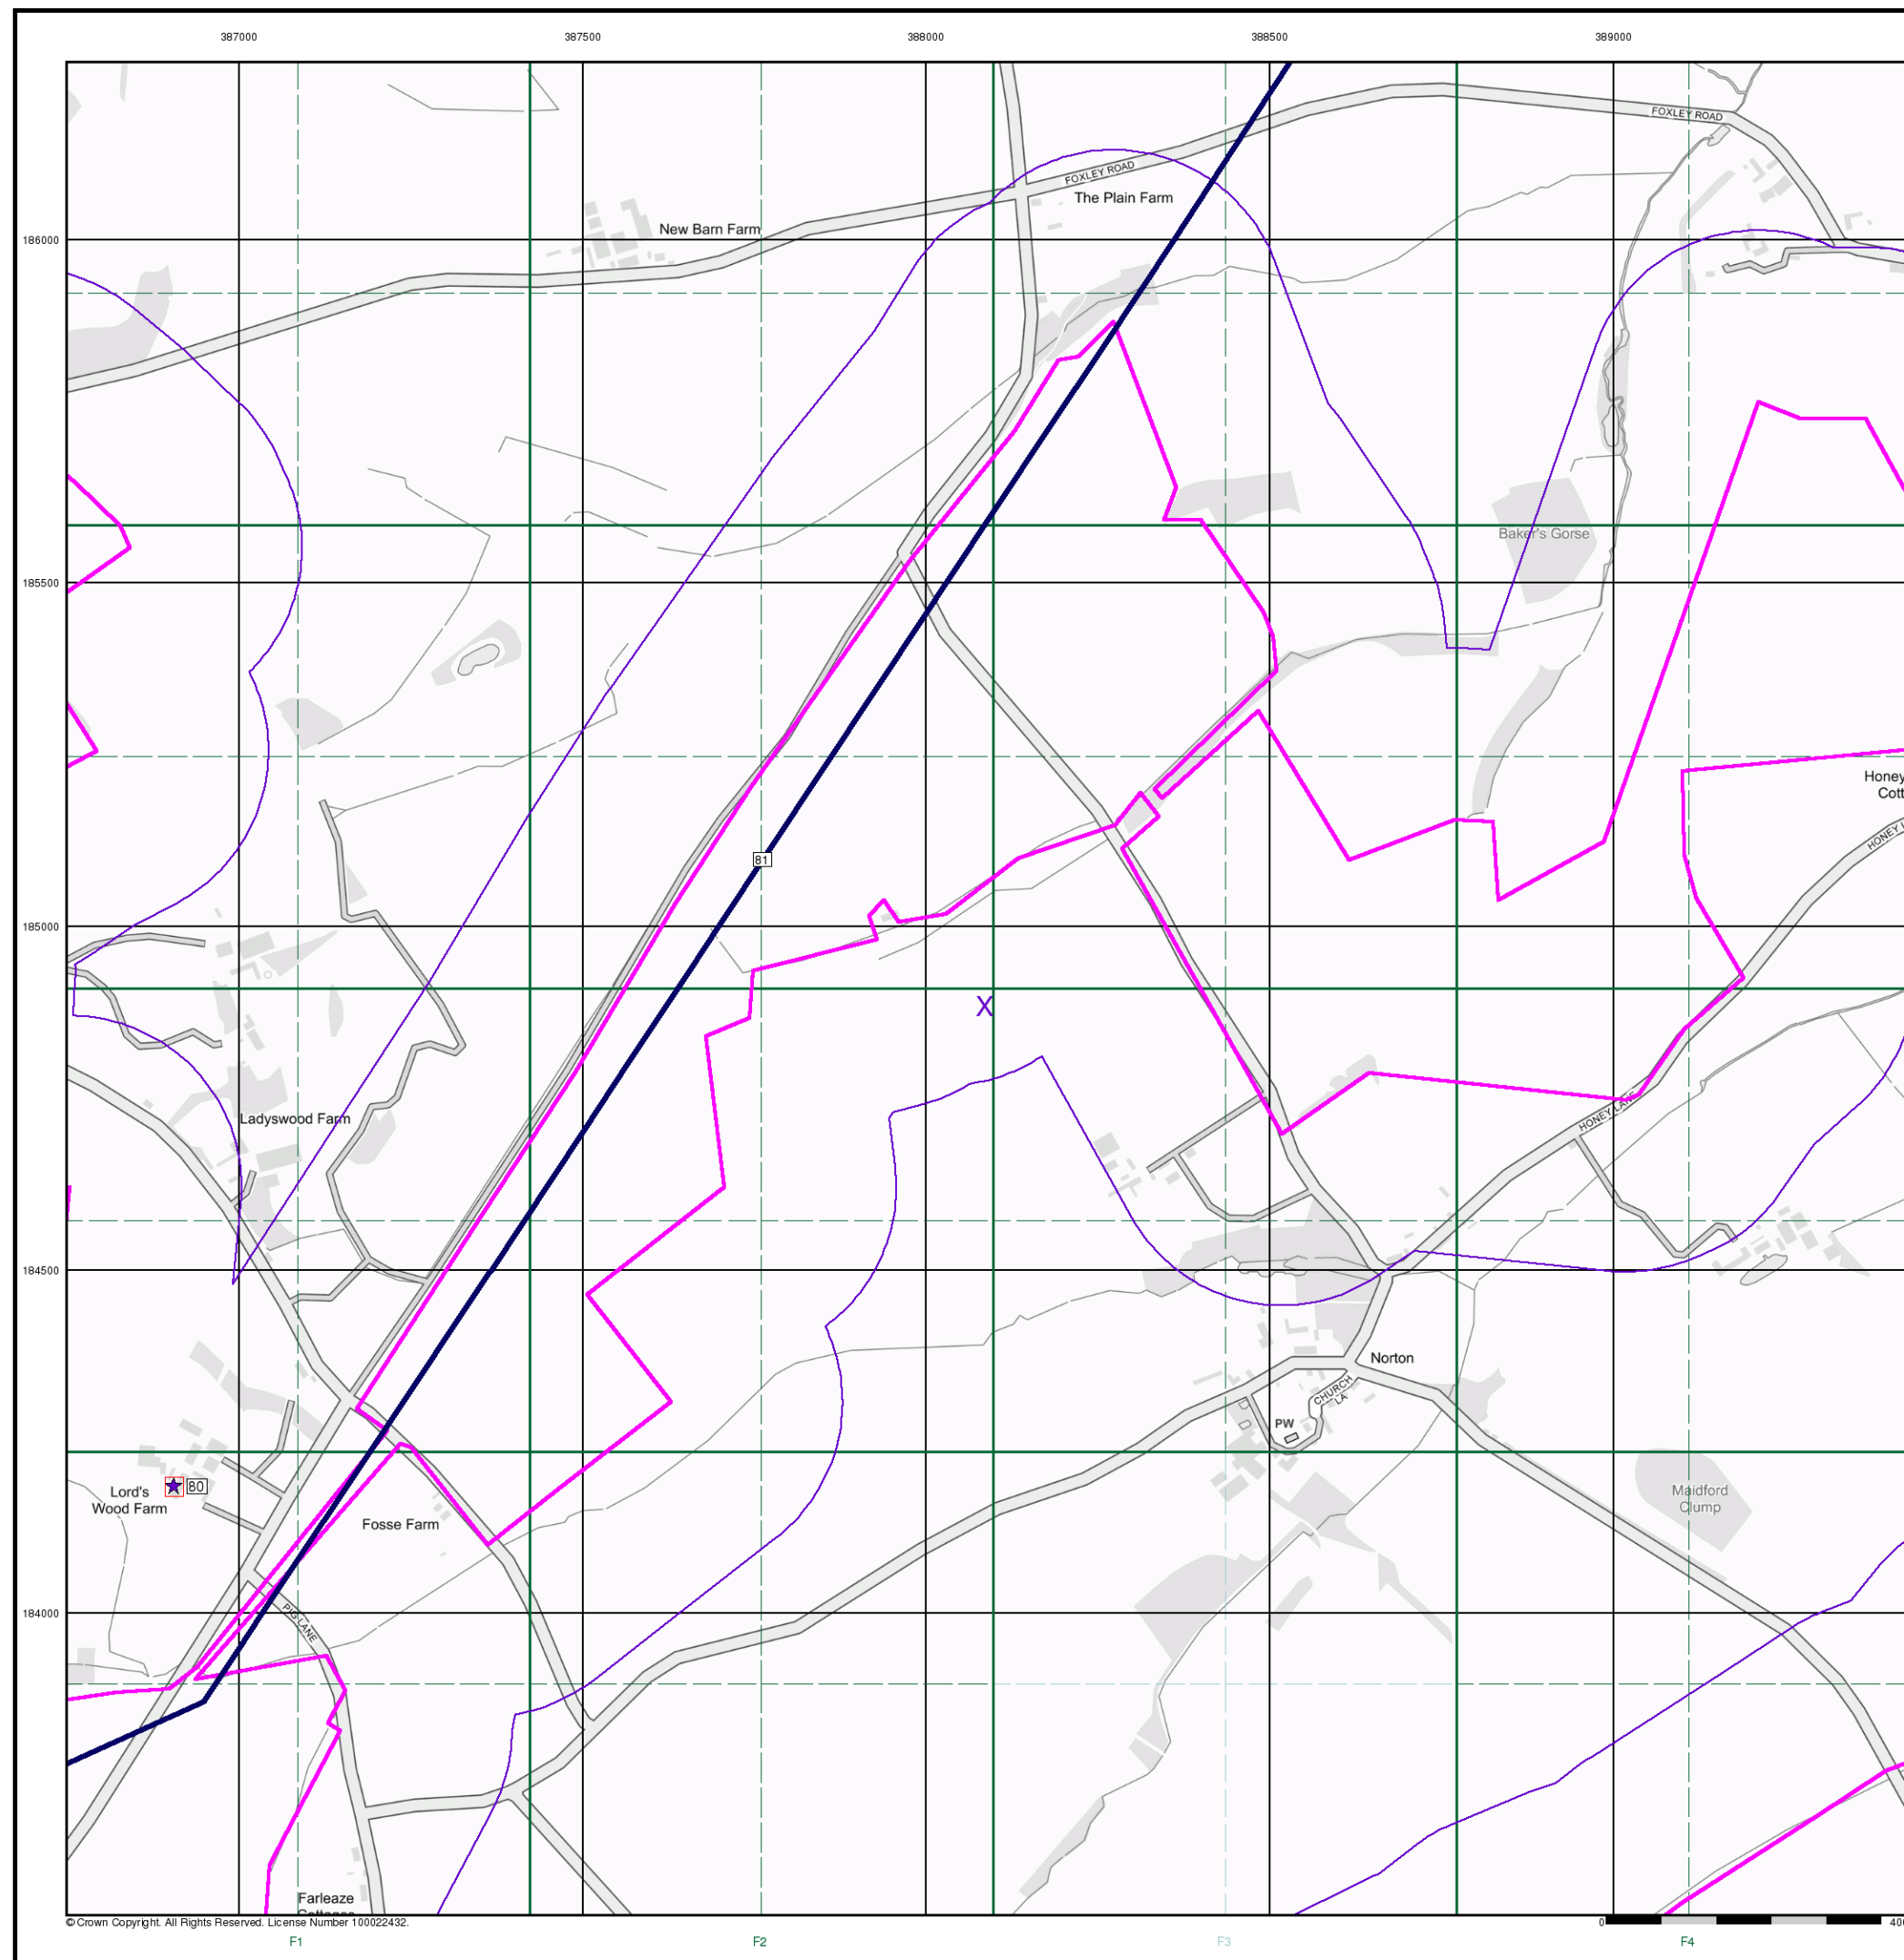 387000 387500 388000 388500 389000
FOXLEY ROAD
FOXLEY ROAD
The Plain Farm
New Barn Farm
186000
Baker's Gorse
185500
Honey
Cott
HONEY
81
185000
X
HONEY LANE
Ladyswood Farm
184500
Norton
CHURCH
LA
PW
80
Lord's
Wood Farm
Maidford
Clump
Fosse Farm
184000
PIG LANE
Farleaze
Cottages
© Crown Copyright. All Rights Reserved. License Number 100022432.
0 400
F1 F2 F3 F4